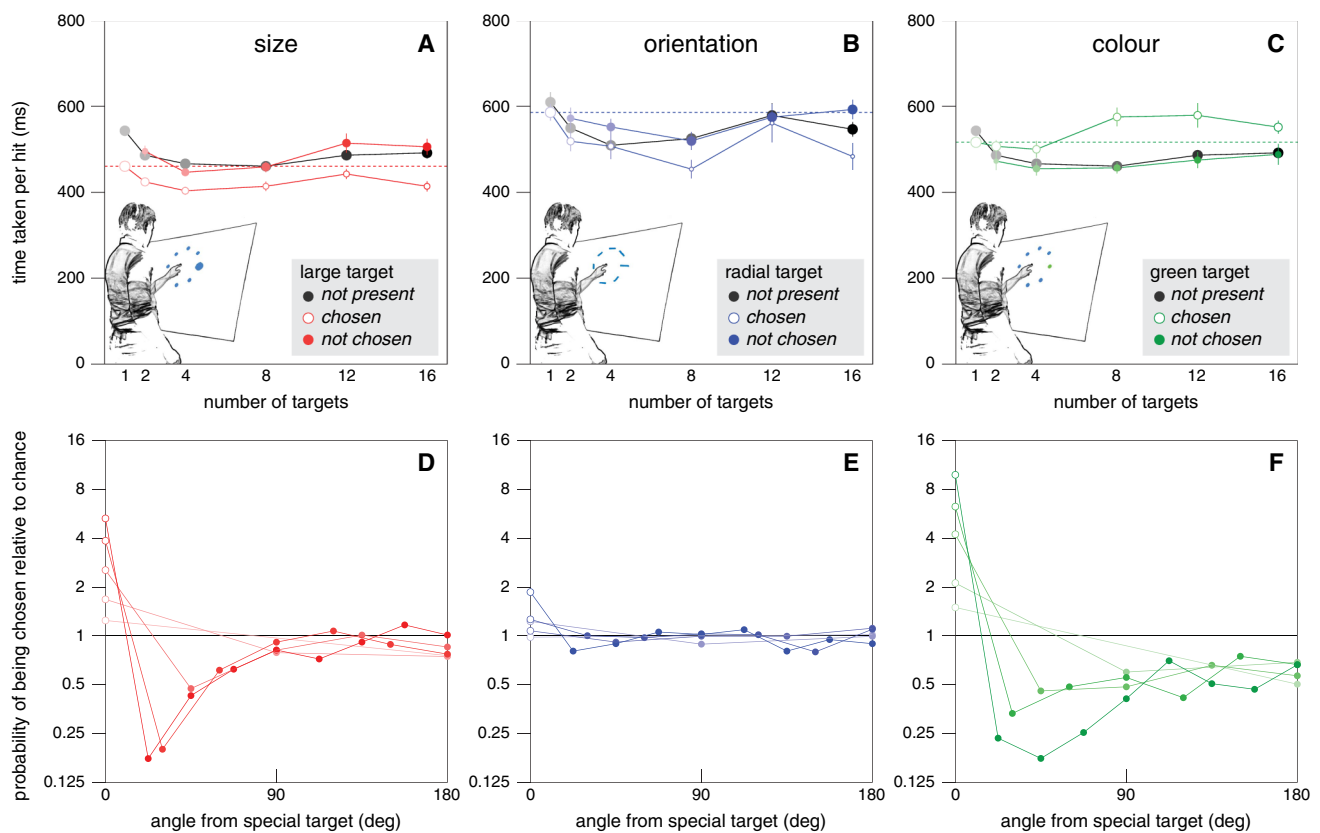 size
A
800
600
400
200
0
time taken per hit (ms)
large target
not present
chosen
not chosen
1 2 4 8 12 16
number of targets
orientation
B
800
600
400
200
0
radial target
not present
chosen
not chosen
1 2 4 8 12 16
number of targets
colour
C
800
600
400
200
0
green target
not present
chosen
not chosen
1 2 4 8 12 16
number of targets
D
16
8
4
2
1
0.5
0.25
0.125
probability of being chosen relative to chance
0 90 180
angle from special target (deg)
E
16
8
4
2
1
0.5
0.25
0.125
0 90 180
angle from special target (deg)
F
16
8
4
2
1
0.5
0.25
0.125
0 90 180
angle from special target (deg)